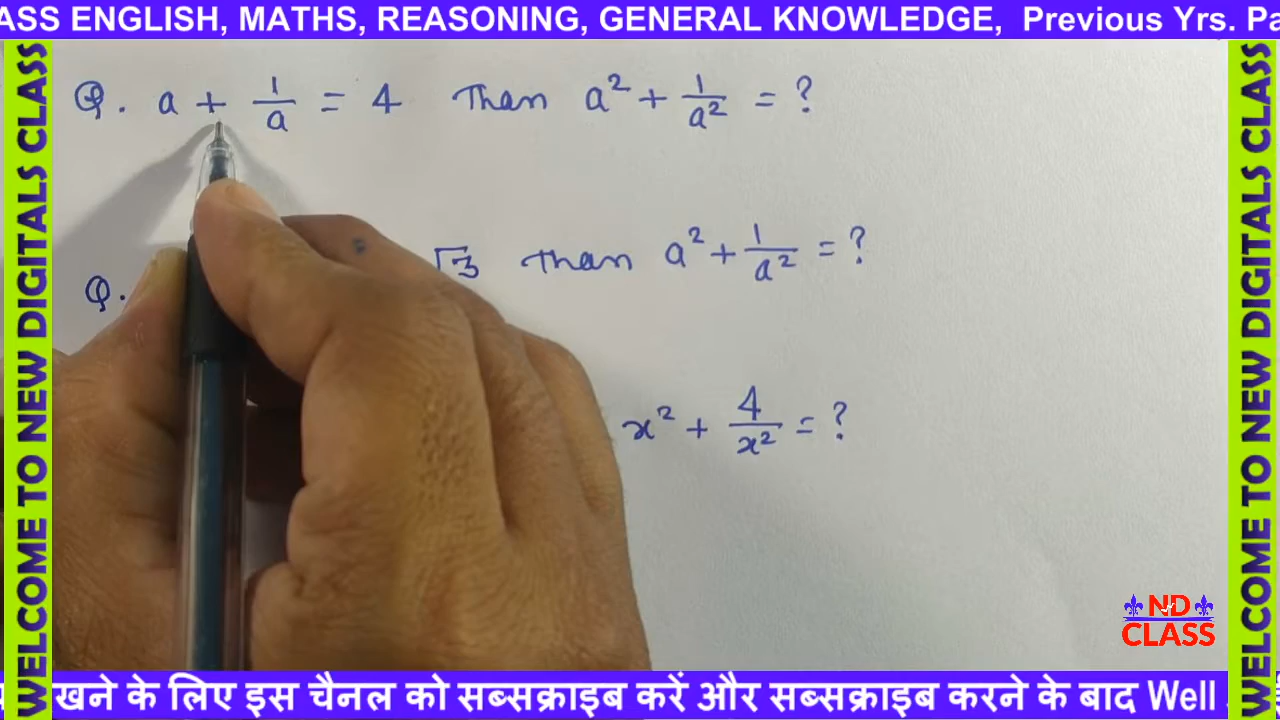 ASS ENGLISH, MATHS, REASONING, GENERAL KNOWLEDGE, Previous Yrs. Pa
WELCOME TO NEW DIGITALS CLASS
Q. a + 1/a = 4 Than a² + 1/a² = ?
Q. √3 than a² + 1/a² = ?
x² + 4/x² = ?
WELCOME TO NEW DIGITALS CLASS
ND
CLASS
खने के लिए इस चैनल को सब्सक्राइब करें और सब्सक्राइब करने के बाद Well